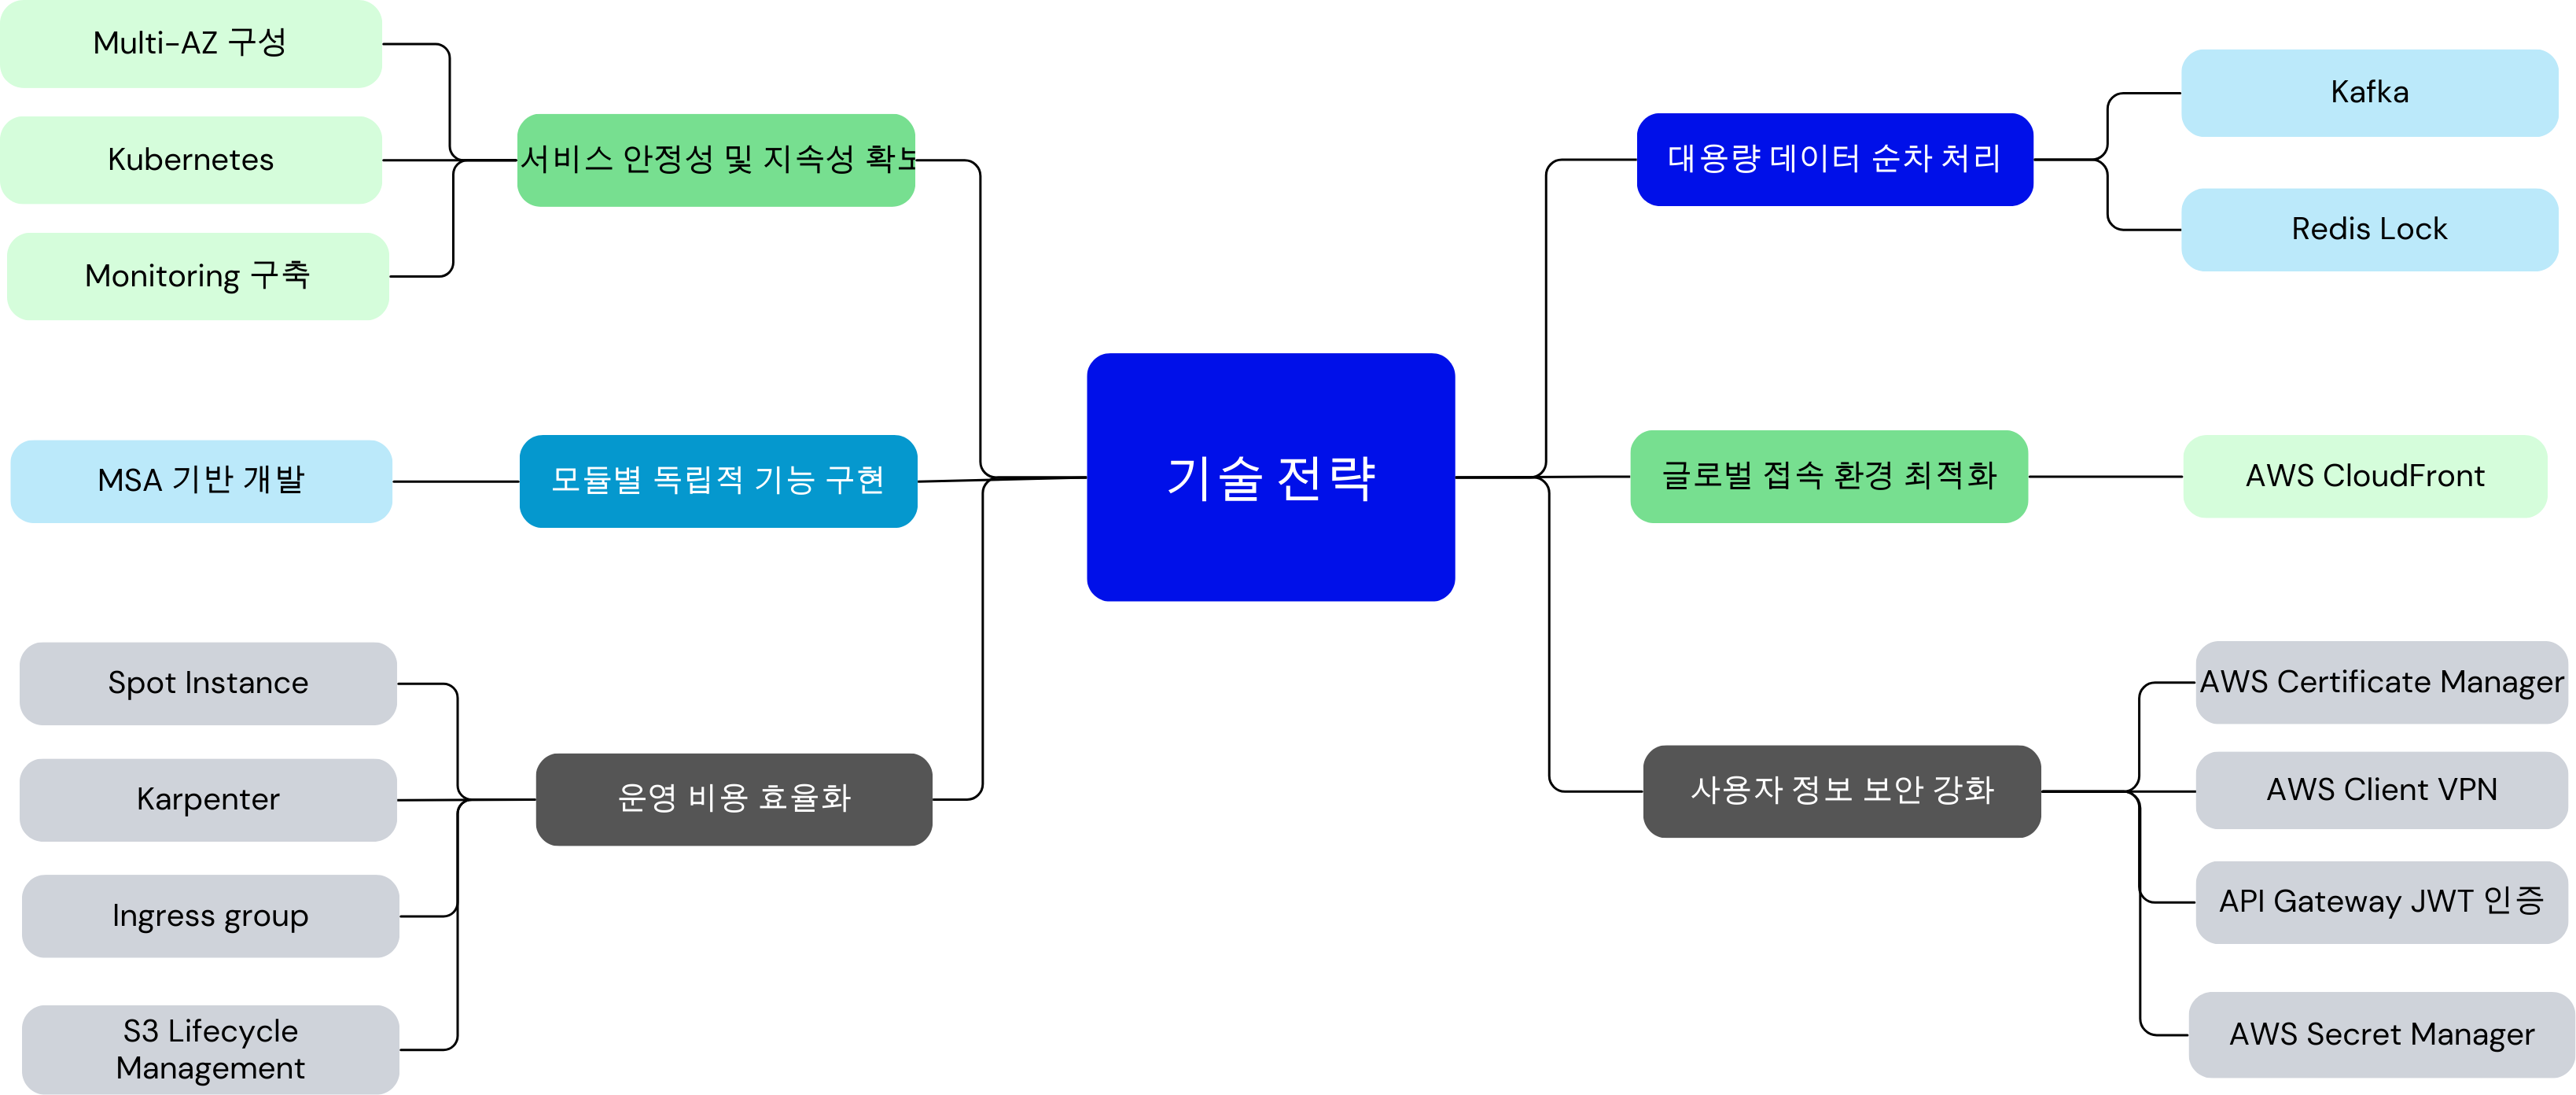 Multi-AZ 구성
Kubernetes
Monitoring 구축
서비스 안정성 및 지속성 확보
MSA 기반 개발
모듈별 독립적 기능 구현
Spot Instance
Karpenter
Ingress group
S3 Lifecycle
Management
운영 비용 효율화
기술 전략
대용량 데이터 순차 처리
Kafka
Redis Lock
글로벌 접속 환경 최적화
AWS CloudFront
사용자 정보 보안 강화
AWS Certificate Manager
AWS Client VPN
API Gateway JWT 인증
AWS Secret Manager